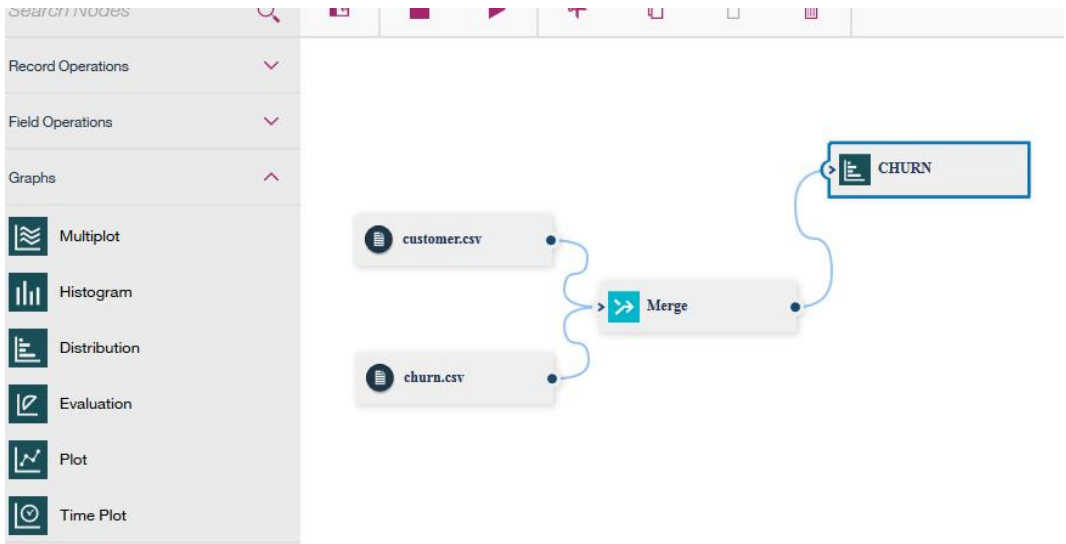 Search Nodes
Record Operations
Field Operations
Graphs
Multiplot
Histogram
Distribution
Evaluation
Plot
Time Plot
customer.csv
churn.csv
Merge
CHURN